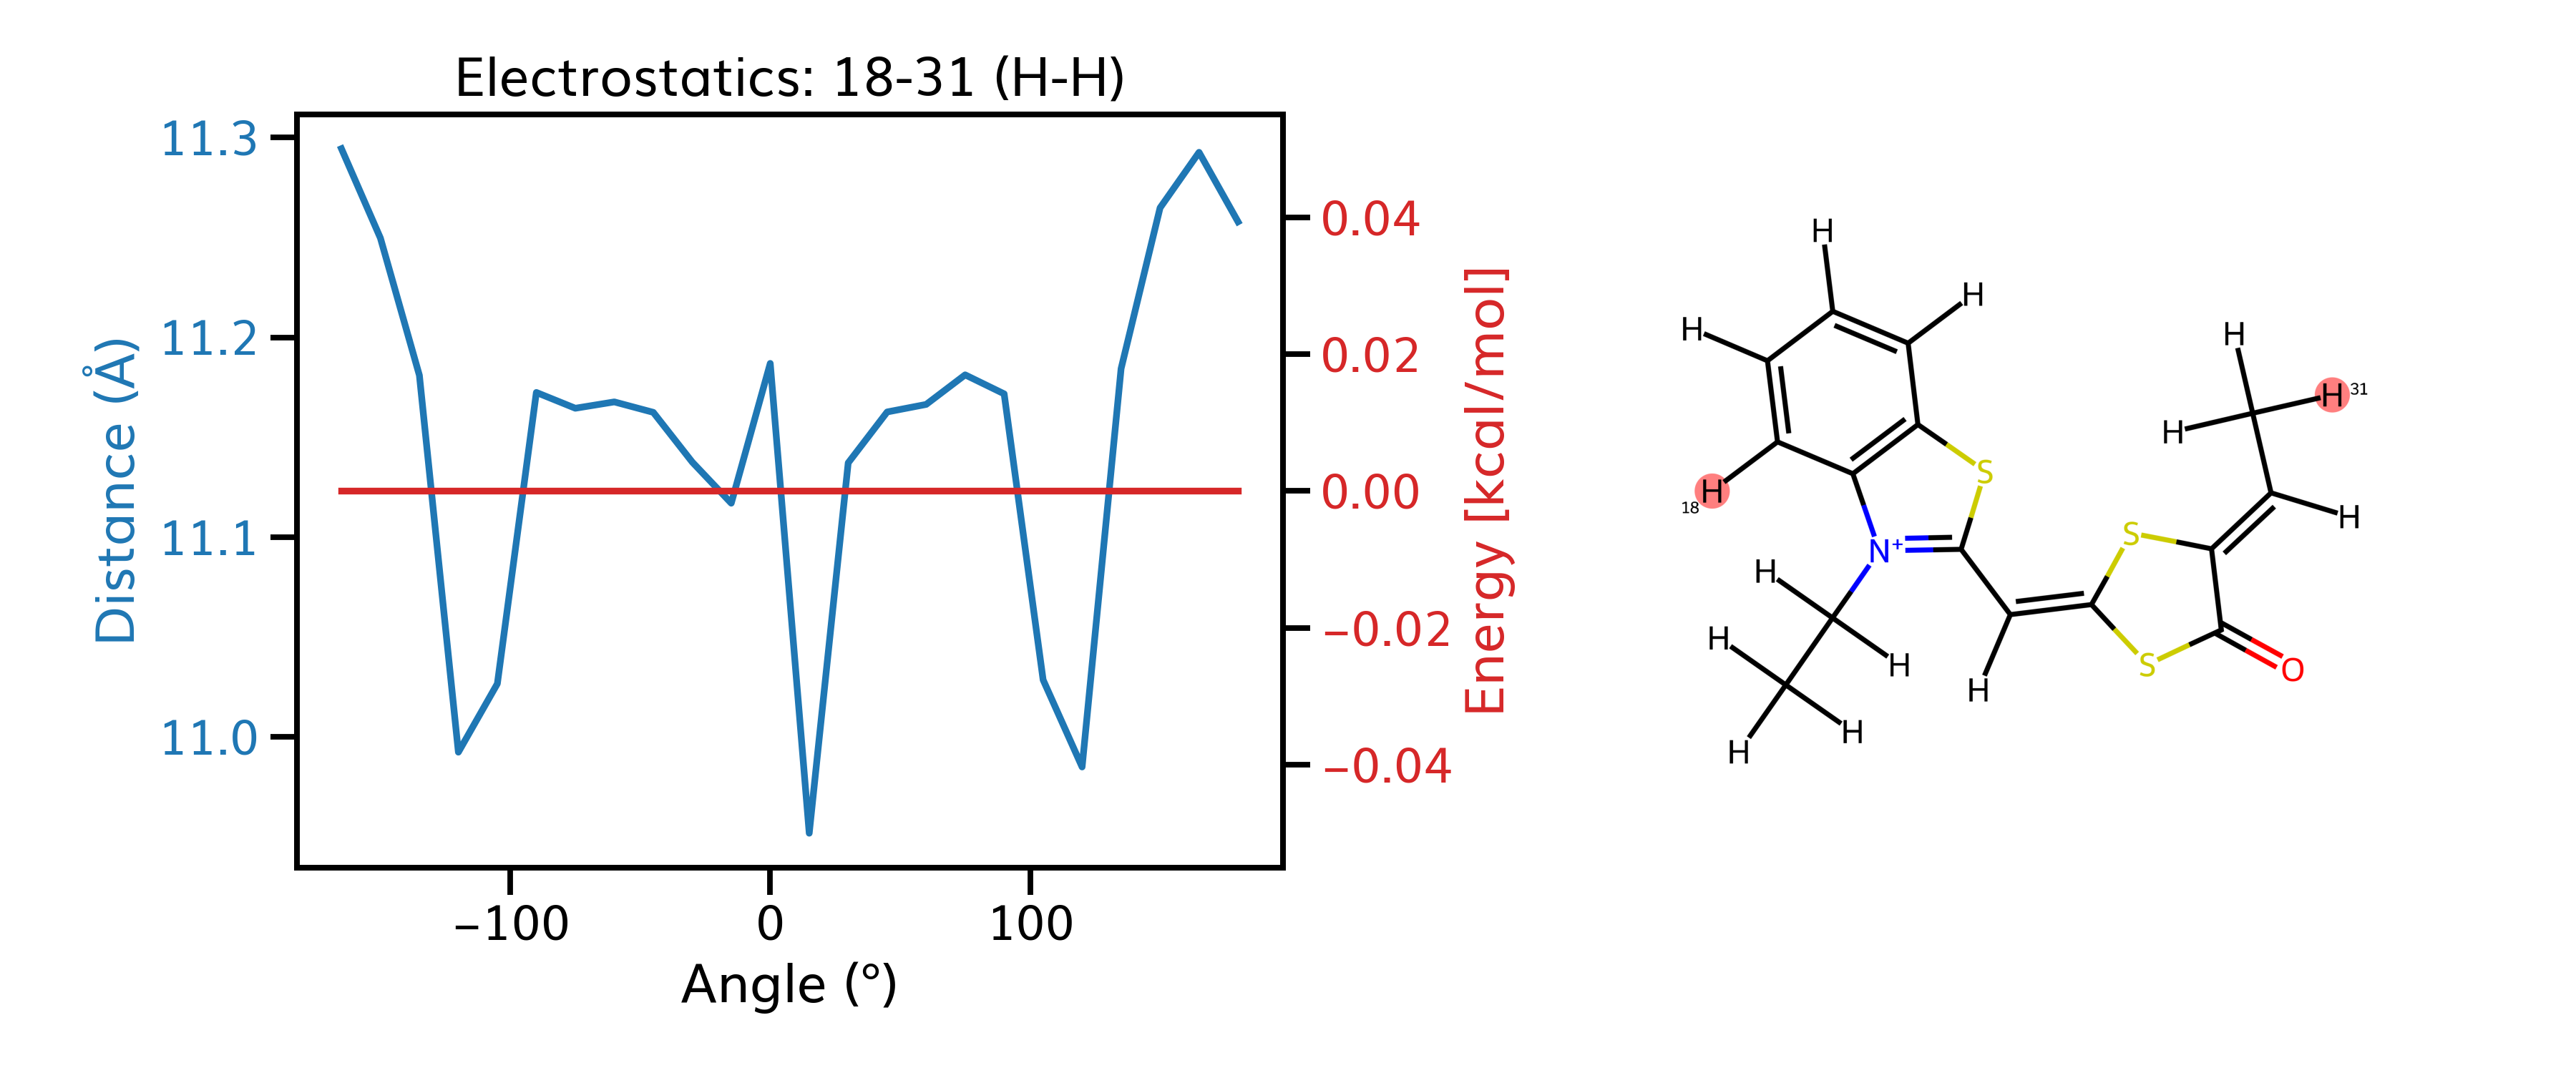 Electrostatics: 18-31 (H-H)
11.3
11.2
11.1
11.0
Distance (Å)
0.04
0.02
0.00
−0.02
−0.04
Energy [kcal/mol]
−100 0 100
Angle (°)
H
H
H
H
H 31
S
H
H 18
H
S
N+
H
H
H
S
H
H
O
H
H